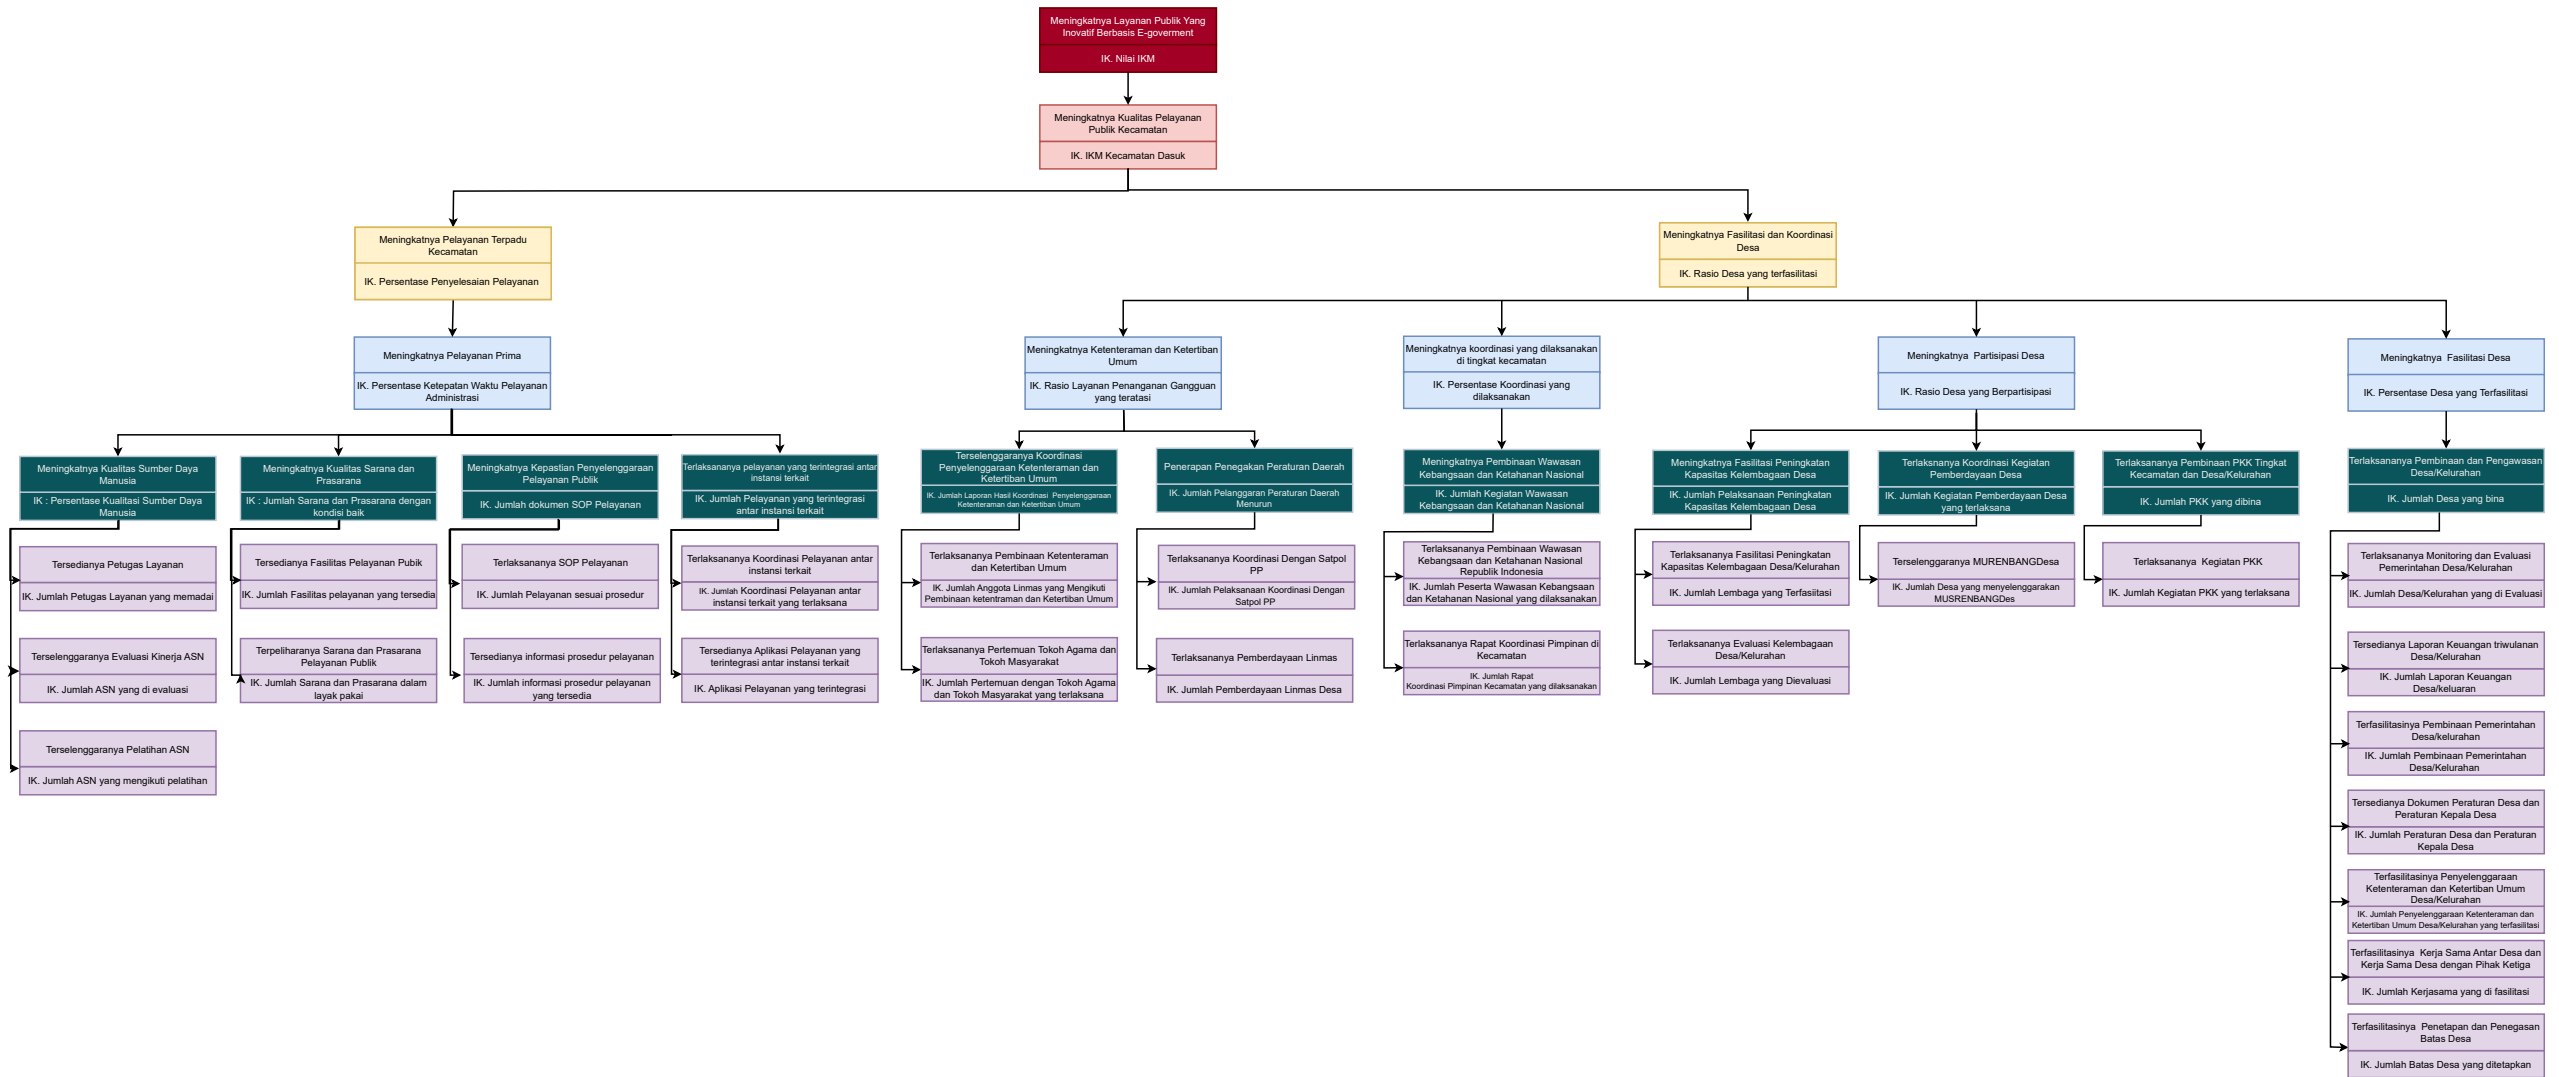 Meningkatnya Layanan Publik Yang
Inovatif Berbasis E-goverment
IK. Nilai IKM
Meningkatnya Kualitas Pelayanan
Publik Kecamatan
IK. IKM Kecamatan Dasuk
Meningkatnya Pelayanan Terpadu
Kecamatan
IK. Persentase Penyelesaian Pelayanan
Meningkatnya Fasilitasi dan Koordinasi
Desa
IK. Rasio Desa yang terfasilitasi
Meningkatnya Pelayanan Prima
IK. Persentase Ketepatan Waktu Pelayanan
Administrasi
Meningkatnya Ketenteraman dan Ketertiban
Umum
IK. Rasio Layanan Penanganan Gangguan
yang teratasi
Meningkatnya koordinasi yang dilaksanakan
di tingkat kecamatan
IK. Persentase Koordinasi yang
dilaksanakan
Meningkatnya  Partisipasi Desa
IK. Rasio Desa yang Berpartisipasi
Meningkatnya  Fasilitasi Desa
IK. Persentase Desa yang Terfasilitasi
Meningkatnya Kualitas Sumber Daya
Manusia
IK : Persentase Kualitasi Sumber Daya
Manusia
Meningkatnya Kualitas Sarana dan
Prasarana
IK : Jumlah Sarana dan Prasarana dengan
kondisi baik
Meningkatnya Kepastian Penyelenggaraan
Pelayanan Publik
IK. Jumlah dokumen SOP Pelayanan
Terlaksananya pelayanan yang terintegrasi antar
instansi terkait
IK. Jumlah Pelayanan yang terintegrasi
antar instansi terkait
Terselenggaranya Koordinasi
Penyelenggaraan Ketenteraman dan
Ketertiban Umum
IK. Jumlah Laporan Hasil Koordinasi  Penyelenggaraan
Ketenteraman dan Ketertiban Umum
Penerapan Penegakan Peraturan Daerah
IK. Jumlah Pelanggaran Peraturan Daerah
Menurun
Meningkatnya Pembinaan Wawasan
Kebangsaan dan Ketahanan Nasional
IK. Jumlah Kegiatan Wawasan
Kebangsaan dan Ketahanan Nasional
Meningkatnya Fasilitasi Peningkatan
Kapasitas Kelembagaan Desa
IK. Jumlah Pelaksanaan Peningkatan
Kapasitas Kelembagaan Desa
Terlaksnanya Koordinasi Kegiatan
Pemberdayaan Desa
IK. Jumlah Kegiatan Pemberdayaan Desa
yang terlaksana
Terlaksananya Pembinaan PKK Tingkat
Kecamatan dan Desa/Kelurahan
IK. Jumlah PKK yang dibina
Terlaksananya Pembinaan dan Pengawasan
Desa/Kelurahan
IK. Jumlah Desa yang bina
Tersedianya Petugas Layanan
IK. Jumlah Petugas Layanan yang memadai
Terselenggaranya Evaluasi Kinerja ASN
IK. Jumlah ASN yang di evaluasi
Terselenggaranya Pelatihan ASN
IK. Jumlah ASN yang mengikuti pelatihan
Tersedianya Fasilitas Pelayanan Pubik
IK. Jumlah Fasilitas pelayanan yang tersedia
Terpeliharanya Sarana dan Prasarana
Pelayanan Publik
IK. Jumlah Sarana dan Prasarana dalam
layak pakai
Terlaksananya SOP Pelayanan
IK. Jumlah Pelayanan sesuai prosedur
Tersedianya informasi prosedur pelayanan
IK. Jumlah informasi prosedur pelayanan
yang tersedia
Terlaksananya Koordinasi Pelayanan antar
instansi terkait
IK. Jumlah Koordinasi Pelayanan antar
instansi terkait yang terlaksana
Tersedianya Aplikasi Pelayanan yang
terintegrasi antar instansi terkait
IK. Aplikasi Pelayanan yang terintegrasi
Terlaksananya Pembinaan Ketenteraman
dan Ketertiban Umum
IK. Jumlah Anggota Linmas yang Mengikuti
Pembinaan ketentraman dan Ketertiban Umum
Terlaksananya Pertemuan Tokoh Agama dan
Tokoh Masyarakat
IK. Jumlah Pertemuan dengan Tokoh Agama
dan Tokoh Masyarakat yang terlaksana
Terlaksananya Koordinasi Dengan Satpol
PP
IK. Jumlah Pelaksanaan Koordinasi Dengan
Satpol PP
Terlaksananya Pemberdayaan Linmas
IK. Jumlah Pemberdayaan Linmas Desa
Terlaksananya Pembinaan Wawasan
Kebangsaan dan Ketahanan Nasional
Republik Indonesia
IK. Jumlah Peserta Wawasan Kebangsaan
dan Ketahanan Nasional yang dilaksanakan
Terlaksananya Rapat Koordinasi Pimpinan di
Kecamatan
IK. Jumlah Rapat
Koordinasi Pimpinan Kecamatan yang dilaksanakan
Terlaksananya Fasilitasi Peningkatan
Kapasitas Kelembagaan Desa/Kelurahan
IK. Jumlah Lembaga yang Terfasiitasi
Terlaksananya Evaluasi Kelembagaan
Desa/Kelurahan
IK. Jumlah Lembaga yang Dievaluasi
Terselenggaranya MURENBANGDesa
IK. Jumlah Desa yang menyelenggarakan
MUSRENBANGDes
Terlaksananya  Kegiatan PKK
IK. Jumlah Kegiatan PKK yang terlaksana
Terlaksananya Monitoring dan Evaluasi
Pemerintahan Desa/Kelurahan
IK. Jumlah Desa/Kelurahan yang di Evaluasi
Tersedianya Laporan Keuangan triwulanan
Desa/Kelurahan
IK. Jumlah Laporan Keuangan
Desa/keluaran
Terfasilitasinya Pembinaan Pemerintahan
Desa/kelurahan
IK. Jumlah Pembinaan Pemerintahan
Desa/Kelurahan
Tersedianya Dokumen Peraturan Desa dan
Peraturan Kepala Desa
IK. Jumlah Peraturan Desa dan Peraturan
Kepala Desa
Terfasilitasinya Penyelenggaraan
Ketenteraman dan Ketertiban Umum
Desa/Kelurahan
IK. Jumlah Penyelenggaraan Ketenteraman dan
Ketertiban Umum Desa/Kelurahan yang terfasilitasi
Terfasilitasinya  Kerja Sama Antar Desa dan
Kerja Sama Desa dengan Pihak Ketiga
IK. Jumlah Kerjasama yang di fasilitasi
Terfasilitasinya  Penetapan dan Penegasan
Batas Desa
IK. Jumlah Batas Desa yang ditetapkan